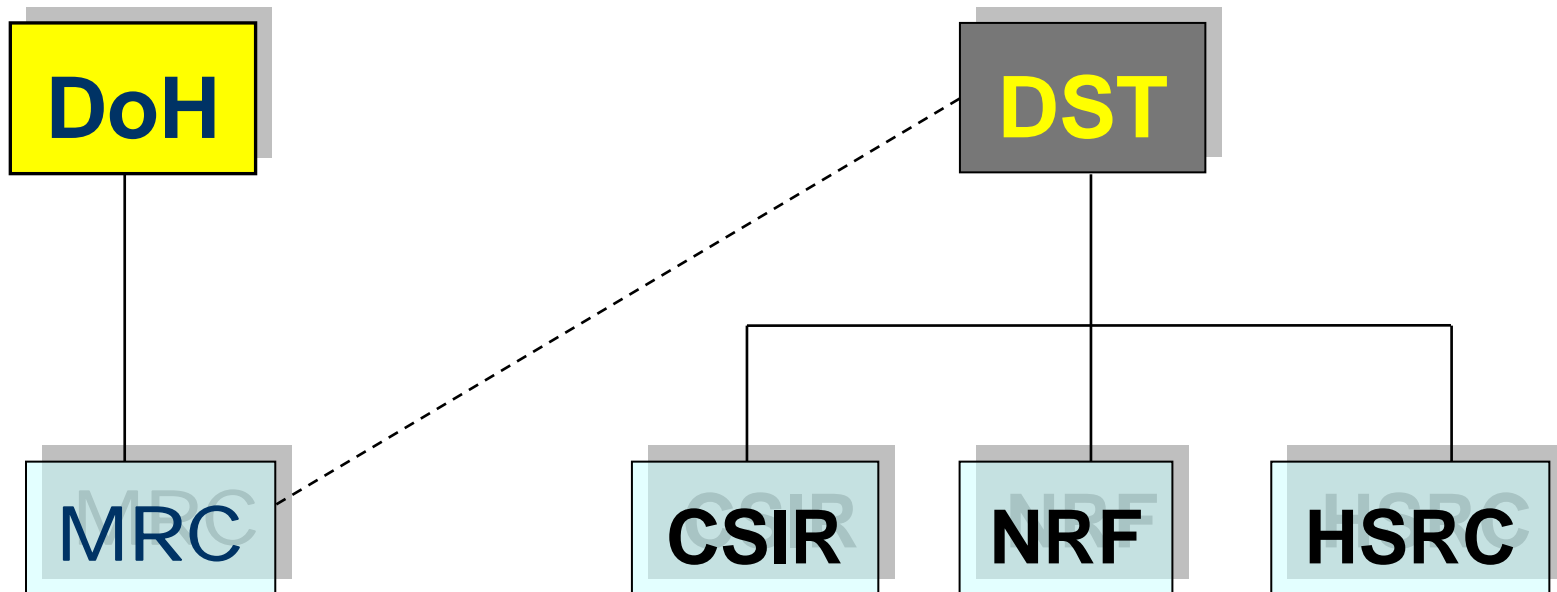 DoH
DST
MRC
CSIR
NRF
HSRC